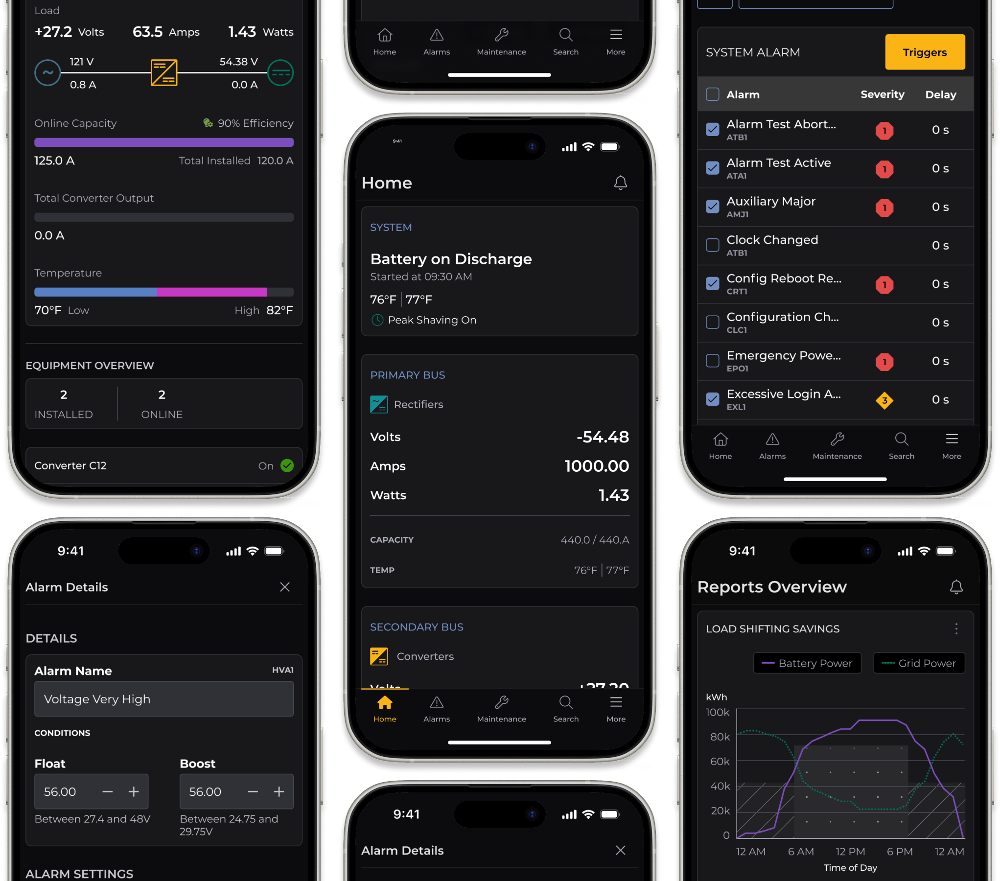 Load
+27.2 Volts 63.5 Amps 1.43 Watts
121 V 54.38 V
0.8 A 0.0 A
Online Capacity 90% Efficiency
125.0 A Total Installed 120.0 A
Total Converter Output
0.0 A
Temperature
70°F Low High 82°F
EQUIPMENT OVERVIEW
2 2
INSTALLED ONLINE
Converter C12 On
9:41
Alarm Details
DETAILS
Alarm Name HVA1
Voltage Very High
CONDITIONS
Float Boost
56.00 56.00
Between 27.4 and 48V Between 24.75 and
29.75V
ALARM SETTINGS
Home Alarms Maintenance Search More
9:41
Home
SYSTEM
Battery on Discharge
Started at 09:30 AM
76°F 77°F
Peak Shaving On
PRIMARY BUS
Rectifiers
Volts -54.48
Amps 1000.00
Watts 1.43
CAPACITY 440.0 / 440.A
TEMP 76°F 77°F
SECONDARY BUS
Converters
Volts +27.20
Home Alarms Maintenance Search More
9:41
Alarm Details
SYSTEM ALARM Triggers
Alarm Severity Delay
Alarm Test Abort... 1 0 s
ATB1
Alarm Test Active 1 0 s
ATA1
Auxiliary Major 1 0 s
AMJ1
Clock Changed 0 s
ATB1
Config Reboot Re... 1 0 s
CRT1
Configuration Ch... 0 s
CLC1
Emergency Powe... 1 0 s
EPO1
Excessive Login A... 3 0 s
EXL1
Home Alarms Maintenance Search More
9:41
Reports Overview
LOAD SHIFTING SAVINGS
Battery Power Grid Power
kWh
100k
80k
60k
40k
20k
0
12 AM 6 AM 12 PM 6 PM 12 AM
Time of Day